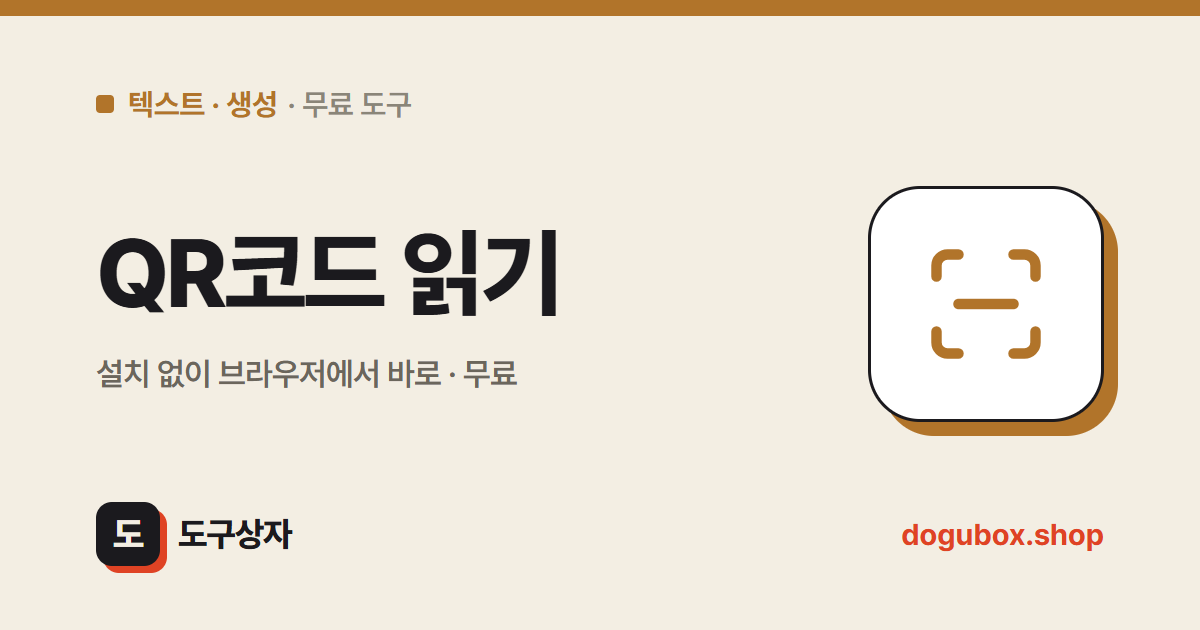 텍스트 · 생성 · 무료 도구
QR코드 읽기
설치 없이 브라우저에서 바로 · 무료
도 도구상자
dogubox.shop